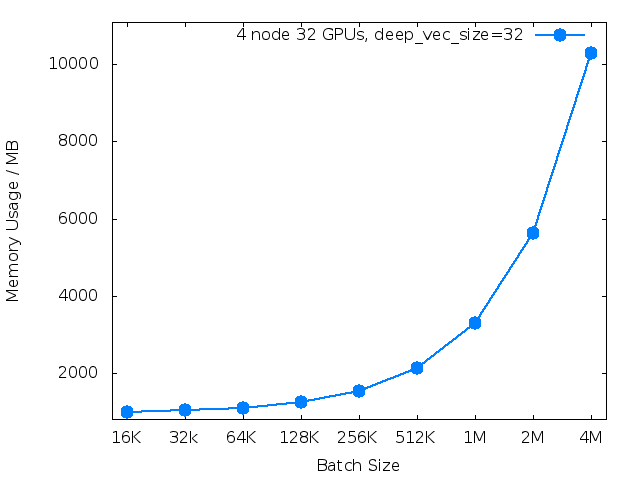 4 node 32 GPUs, deep_vec_size=32
10000
8000
6000
4000
2000
Memory Usage / MB
16K 32k 64K 128K 256K 512K 1M 2M 4M
Batch Size